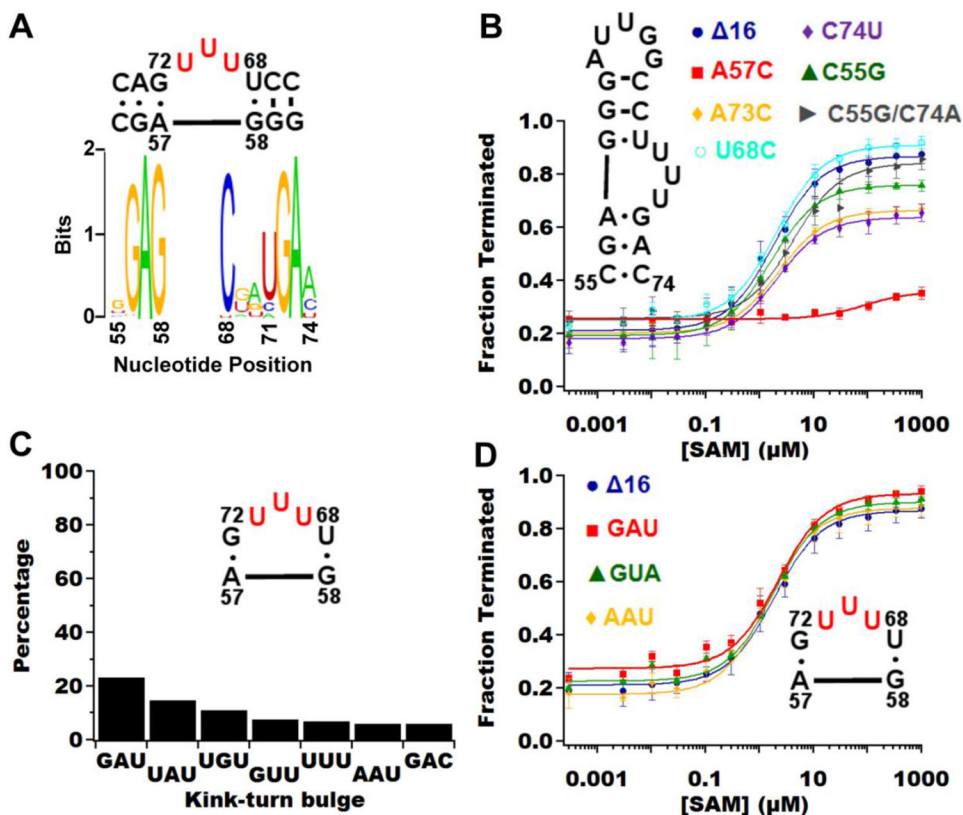 A
72 U U U 68
CAG UCC
CGA GGG
57 58
2
1
0
Bits
G A G C U G A A
55 58 68 71 74
Nucleotide Position
B
U U G
A G
G C
G C
G U
U
U
U
A G
G A
55 C C 74
Δ16
A57C
A73C
U68C
C74U
C55G
C55G/C74A
1.0
0.8
0.6
0.4
0.2
0.0
Fraction Terminated
0.001 0.1 10 1000
[SAM] (μM)
C
100
80
60
40
20
0
Percentage
72 U U U 68
G U
A G
57 58
GAU UAU UGU GUU UUU AAU GAC
Kink-turn bulge
D
Δ16
GAU
GUA
AAU
1.0
0.8
0.6
0.4
0.2
0.0
Fraction Terminated
72 U U U 68
G U
A G
57 58
0.001 0.1 10 1000
[SAM] (μM)